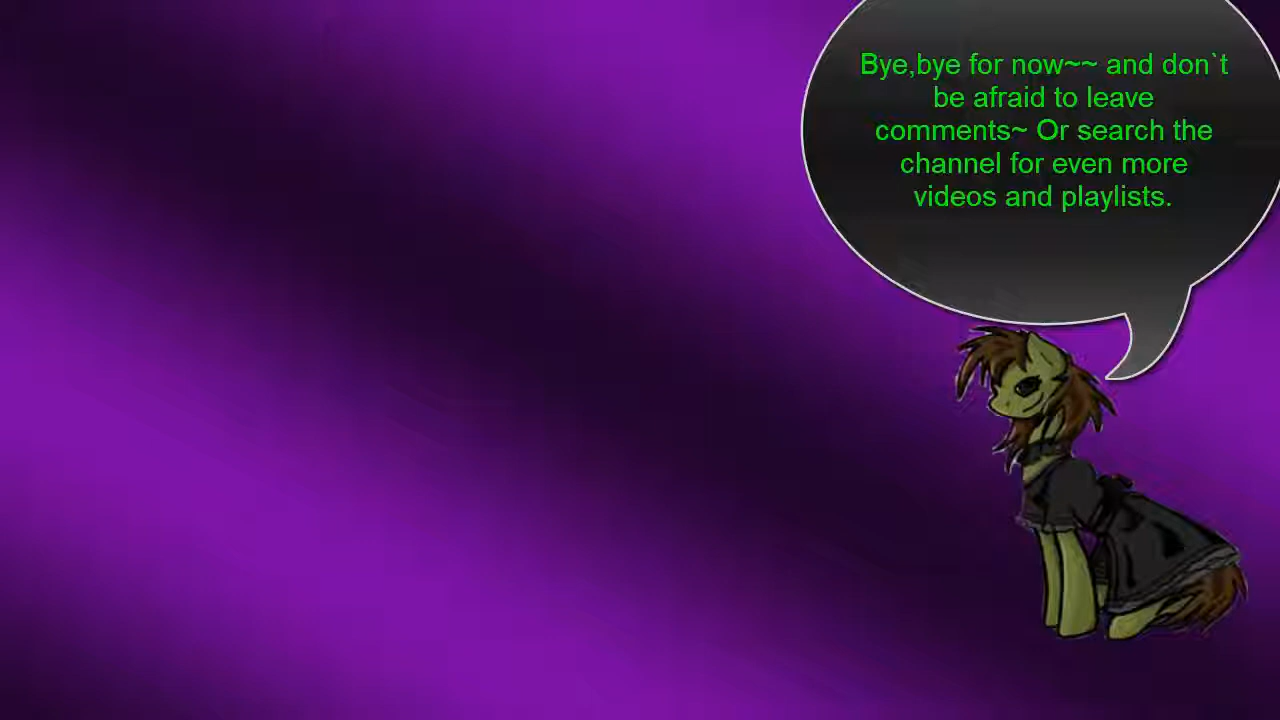 Bye,bye for now~~ and don`t
be afraid to leave
comments~ Or search the
channel for even more
videos and playlists.